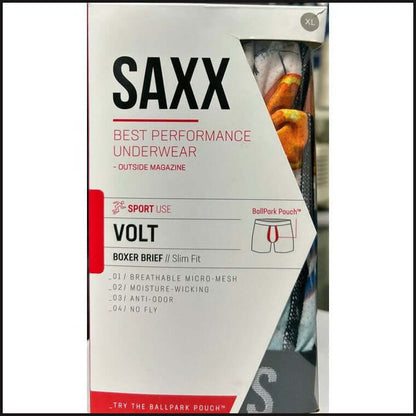 XL
SAXX
BEST PERFORMANCE
UNDERWEAR
– OUTSIDE MAGAZINE
SPORT USE
BallPark Pouch™
VOLT
BOXER BRIEF // Slim Fit
_01/ BREATHABLE MICRO-MESH
_02/ MOISTURE-WICKING
_03/ ANTI-ODOR
_04/ NO FLY
S
_TRY THE BALLPARK POUCH™